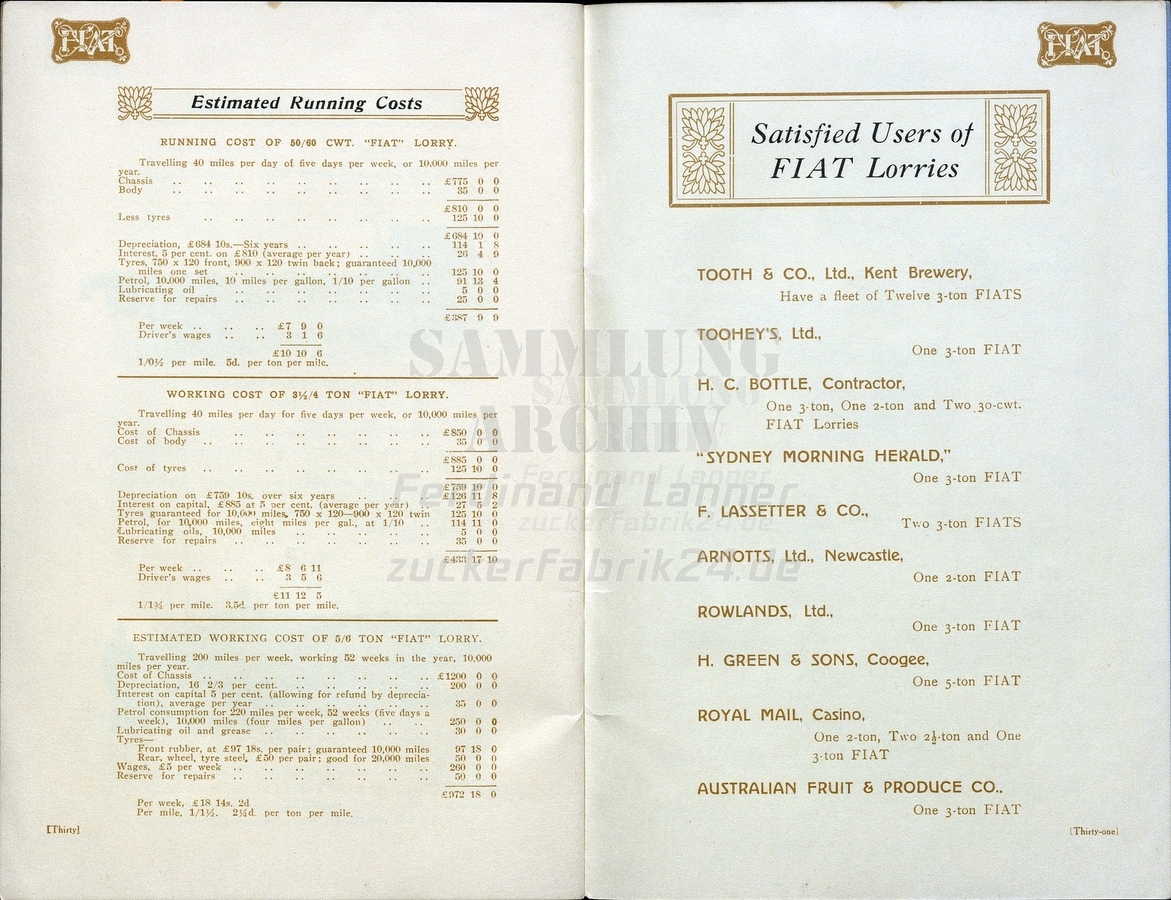 FIAT
Estimated Running Costs
RUNNING COST OF 50/60 CWT. "FIAT" LORRY.
Travelling 40 miles per day of five days per week, or 10,000 miles per
year.
Chassis .. .. .. .. .. .. .. .. .. £775 0 0
Body .. .. .. .. .. .. .. .. .. 35 0 0
£810 0 0
Less tyres .. .. .. .. .. .. .. .. 125 10 0
£684 10 0
Depreciation, £684 10s.—Six years .. .. .. .. 114 1 8
Interest, 5 per cent. on £810 (average per year) .. .. .. 26 4 9
Tyres, 750 x 120 front, 900 x 120 twin back; guaranteed 10,000
miles one set .. .. .. .. .. .. .. 125 10 0
Petrol, 10,000 miles, 10 miles per gallon, 1/10 per gallon .. 91 13 4
Lubricating oil .. .. .. .. .. .. .. 5 0 0
Reserve for repairs .. .. .. .. .. .. .. 25 0 0
£387 9 9
Per week .. .. .. £7 9 0
Driver's wages .. .. 3 1 6
£10 10 6
1/0½ per mile. 5d. per ton per mile.
WORKING COST OF 3½/4 TON "FIAT" LORRY.
Travelling 40 miles per day for five days per week, or 10,000 miles per
year.
Cost of Chassis .. .. .. .. .. .. .. £850 0 0
Cost of body .. .. .. .. .. .. .. .. 35 0 0
£885 0 0
Cost of tyres .. .. .. .. .. .. .. .. 125 10 0
£759 10 0
Depreciation on £759 10s. over six years .. .. .. £126 11 8
Interest on capital, £885 at 5 per cent. (average per year) .. 27 5 2
Tyres guaranteed for 10,000 miles, 750 x 120—900 x 120 twin 125 10 0
Petrol, for 10,000 miles, eight miles per gal., at 1/10 .. 114 11 0
Lubricating oils, 10,000 miles .. .. .. .. .. 5 0 0
Reserve for repairs .. .. .. .. .. .. .. 35 0 0
£433 17 10
Per week .. .. .. £8 6 11
Driver's wages .. .. 3 5 6
£11 12 5
1/1¾ per mile. 3.5d. per ton per mile.
ESTIMATED WORKING COST OF 5/6 TON "FIAT" LORRY.
Travelling 200 miles per week, working 52 weeks in the year, 10,000
miles per year.
Cost of Chassis .. .. .. .. .. .. .. .. £1200 0 0
Depreciation, 16 2/3 per cent. .. .. .. .. .. 200 0 0
Interest on capital 5 per cent. (allowing for refund by deprecia-
tion), average per year .. .. .. .. .. .. 35 0 0
Petrol consumption for 220 miles per week, 52 weeks (five days a
week), 10,000 miles (four miles per gallon) .. .. 250 0 0
Lubricating oil and grease .. .. .. .. .. .. 30 0 0
Tyres—
Front rubber, at £97 18s. per pair; guaranteed 10,000 miles 97 18 0
Rear, wheel, tyre steel, £50 per pair; good for 20,000 miles 50 0 0
Wages, £5 per week .. .. .. .. .. .. .. 260 0 0
Reserve for repairs .. .. .. .. .. .. .. 50 0 0
£972 18 0
Per week, £18 14s. 2d
Per mile, 1/1½. 2¼d. per ton per mile.
[Thirty]
FIAT
Satisfied Users of
FIAT Lorries
TOOTH & CO., Ltd., Kent Brewery,
Have a fleet of Twelve 3-ton FIATS
TOOHEY'S, Ltd.,
One 3-ton FIAT
H. C. BOTTLE, Contractor,
One 3-ton, One 2-ton and Two 30-cwt.
FIAT Lorries
"SYDNEY MORNING HERALD,"
One 3-ton FIAT
F. LASSETTER & CO.,
Two 3-ton FIATS
ARNOTTS, Ltd., Newcastle,
One 2-ton FIAT
ROWLANDS, Ltd.,
One 3-ton FIAT
H. GREEN & SONS, Coogee,
One 5-ton FIAT
ROYAL MAIL, Casino,
One 2-ton, Two 2½-ton and One
3-ton FIAT
AUSTRALIAN FRUIT & PRODUCE CO.,
One 3-ton FIAT
[Thirty-one]
SAMMLUNG
SAMMLUNG
ARCHIV
Ferdinand Lanner
Ferdinand Lanner
zuckerfabrik24.de
zuckerfabrik24.de